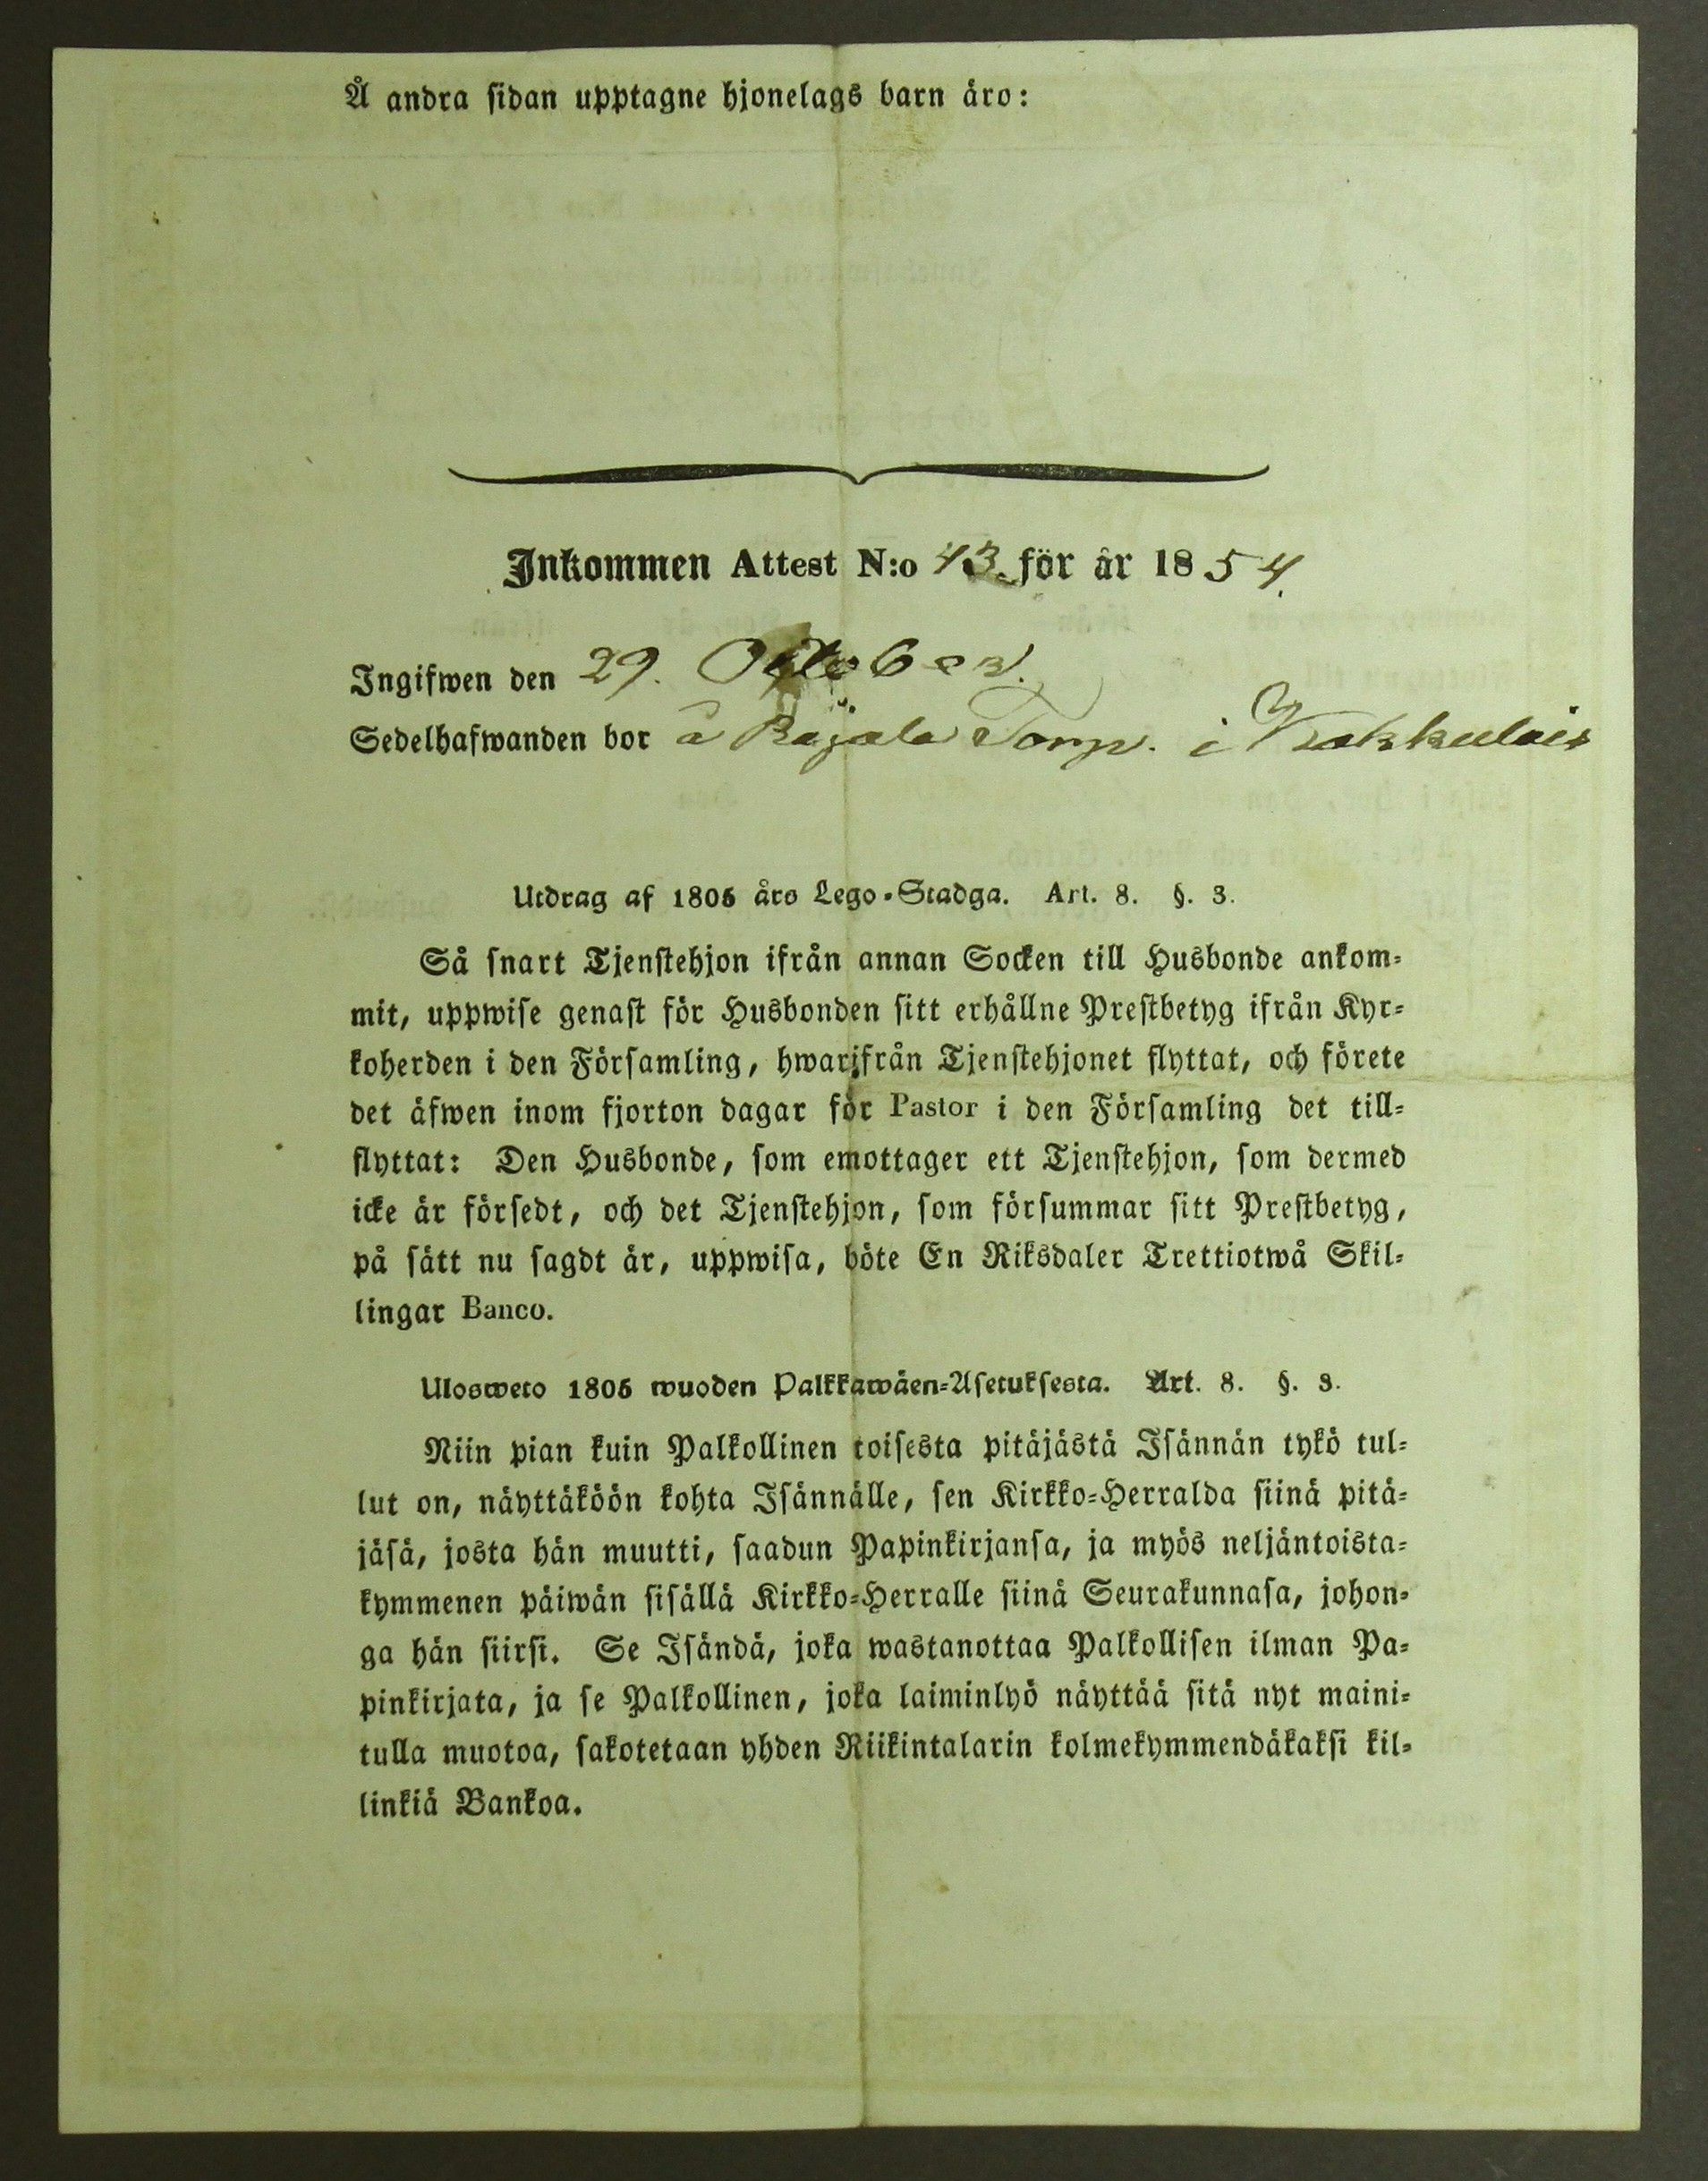 Å andra sidan upptagne hjonelags barn äro:
Inkommen Attest N:o 43. för år 1854.
Ingifwen den 29. October.
Sedelhafwanden bor å Rajala Torp. i Kokkulais
Utdrag af 1805 års Lego-Stadga. Art. 8. §. 3.
Så snart Tjenstehjon ifrån annan Socken till Husbonde ankom-
mit, uppwise genast för Husbonden sitt erhållne Prestbetyg ifrån Kyr-
koherden i den Församling, hwarifrån Tjenstehjonet flyttat, och förete
det äfwen inom fjorton dagar för Pastor i den Församling det till-
flyttat: Den Husbonde, som emottager ett Tjenstehjon, som dermed
icke är försedt, och det Tjenstehjon, som försummar sitt Prestbetyg,
på sätt nu sagdt är, uppwisa, böte En Riksdaler Trettiotwå Skil-
lingar Banco.
Ulosweto 1805 wuoden Palkkawäen-Asetuksesta. Art. 8. §. 3.
Niin pian kuin Palkollinen toisesta pitäjästä Isännän tykö tul-
lut on, näyttäköön kohta Isännälle, sen Kirkko-Herralda siinä pitä-
jäsä, josta hän muutti, saadun Papinkirjansa, ja myös neljäntoista-
kymmenen päiwän sisällä Kirkko-Herralle siinä Seurakunnasa, johon-
ga hän siirsi. Se Isändä, joka wastanottaa Palkollisen ilman Pa-
pinkirjata, ja se Palkollinen, joka laiminlyö näyttää sitä nyt maini-
tulla muotoa, sakotetaan yhden Riikintalarin kolmekymmendäkaksi kil-
linkiä Bankoa.